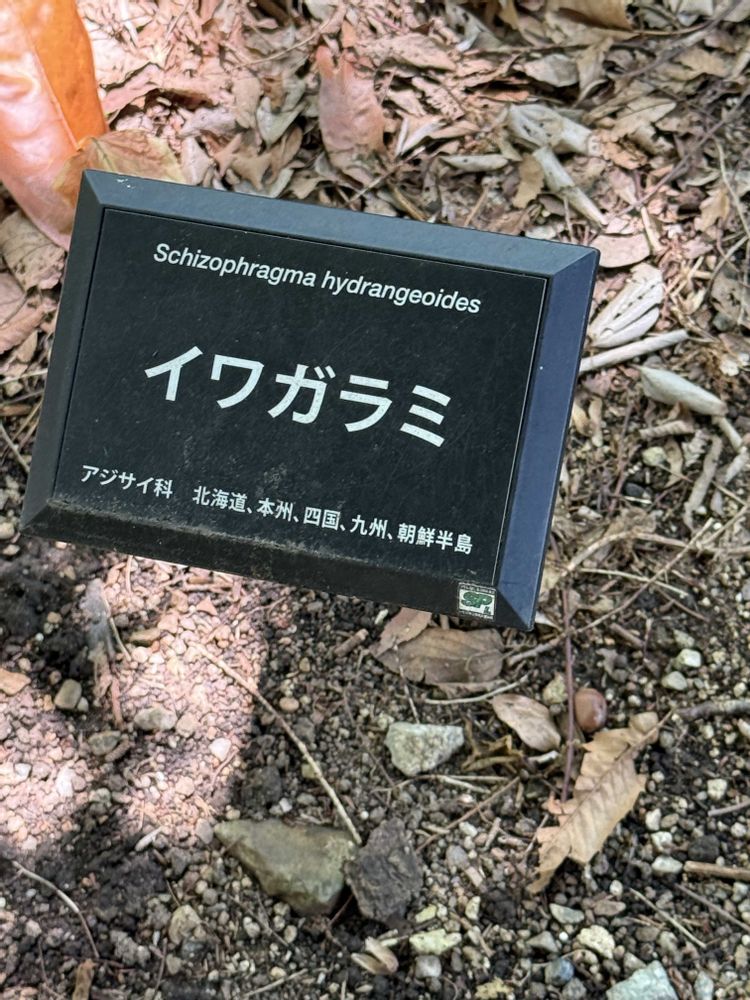 Schizophragma hydrangeoides
イワガラミ
アジサイ科　北海道、本州、四国、九州、朝鮮半島